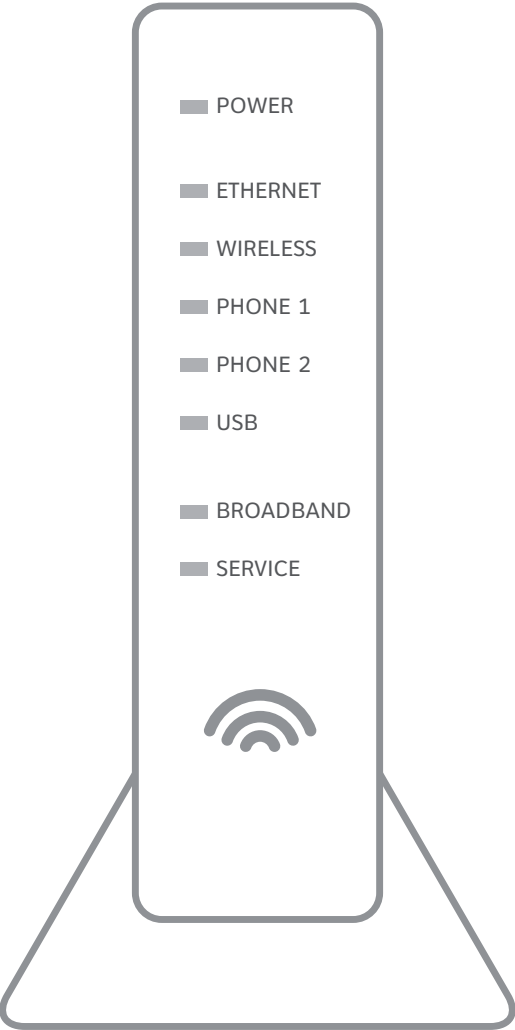 POWER
ETHERNET
WIRELESS
PHONE 1
PHONE 2
USB
BROADBAND
SERVICE